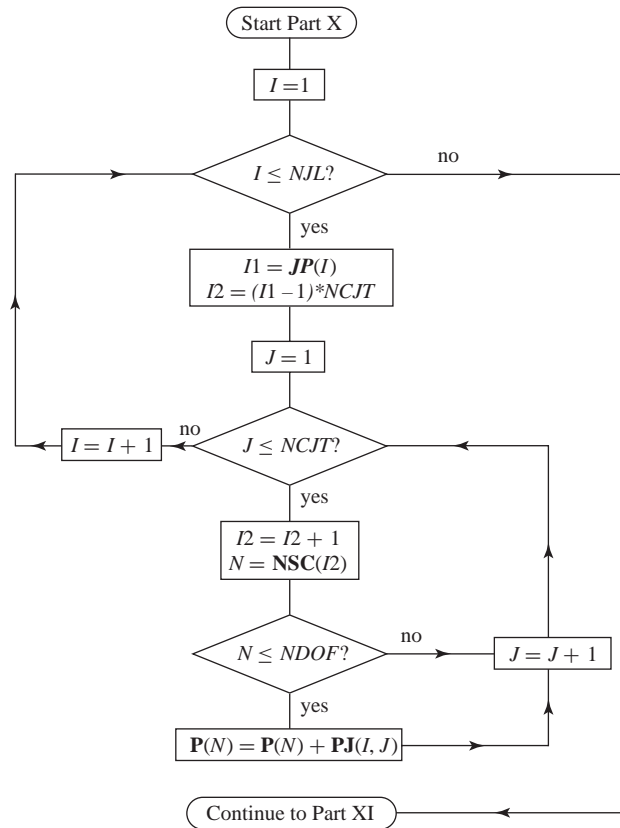 Start Part X
I = 1
I ≤ NJL?
no
yes
I1 = JP(I)
I2 = (I1 – 1)*NCJT
J = 1
J ≤ NCJT?
no
I = I + 1
yes
I2 = I2 + 1
N = NSC(I2)
N ≤ NDOF?
no
J = J + 1
yes
P(N) = P(N) + PJ(I, J)
Continue to Part XI